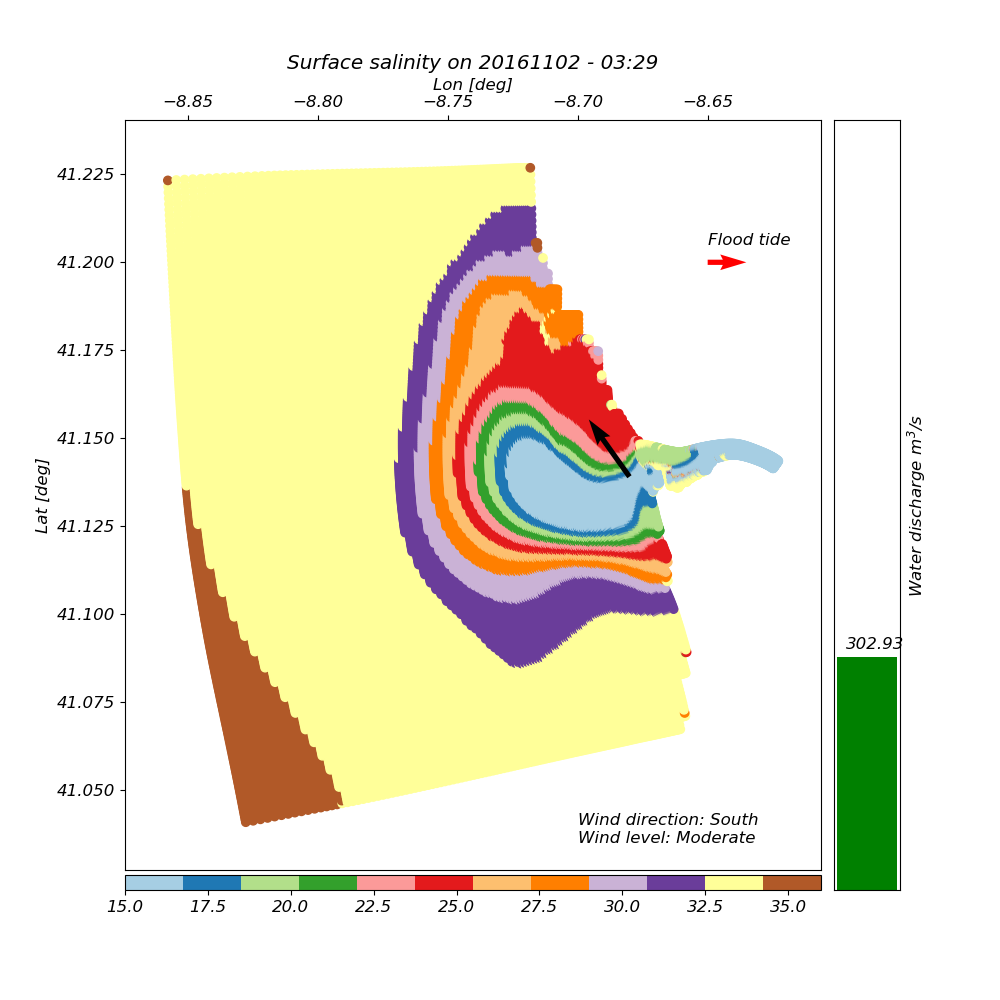 Surface salinity on 20161102 - 03:29
Lon [deg]
−8.85 −8.80 −8.75 −8.70 −8.65
41.225
41.200
41.175
41.150
41.125
41.100
41.075
41.050
Lat [deg]
Flood tide
Wind direction: South
Wind level: Moderate
15.0 17.5 20.0 22.5 25.0 27.5 30.0 32.5 35.0
302.93
Water discharge m³/s